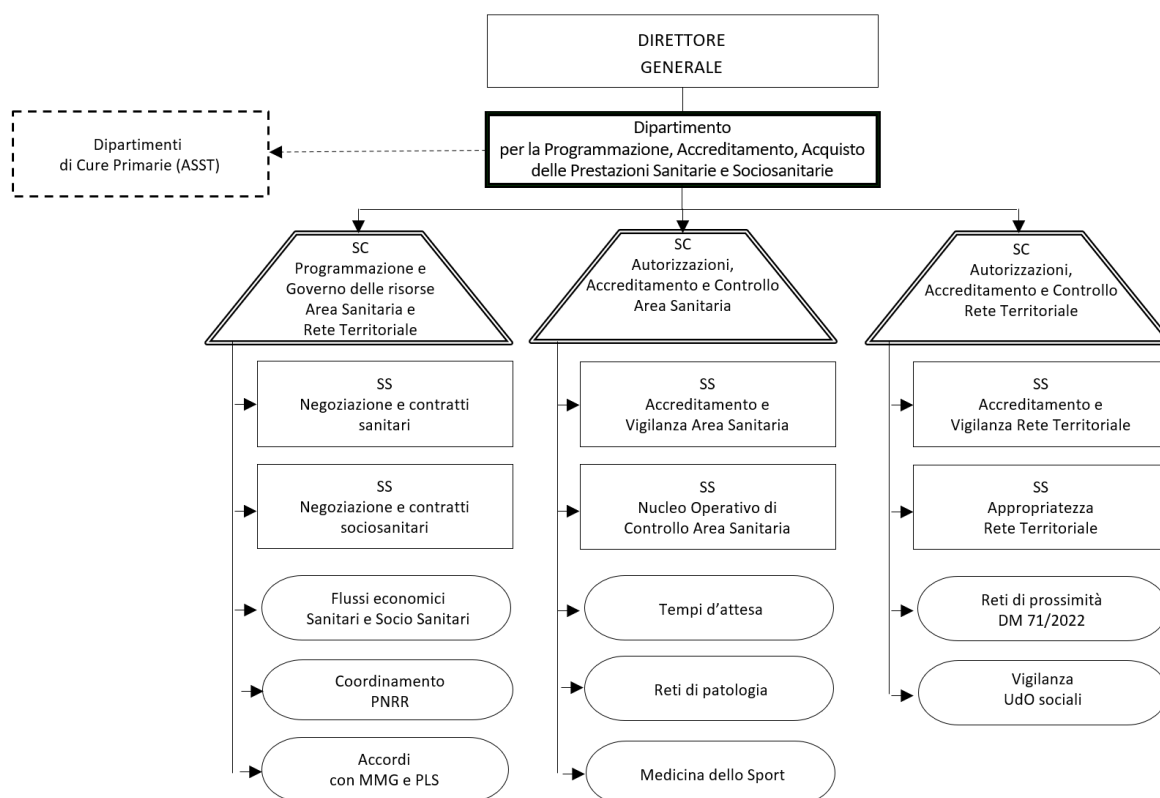 DIRETTORE
GENERALE
Dipartimento
per la Programmazione, Accreditamento, Acquisto
delle Prestazioni Sanitarie e Sociosanitarie
Dipartimenti
di Cure Primarie (ASST)
SC
Programmazione e
Governo delle risorse
Area Sanitaria e
Rete Territoriale
SS
Negoziazione e contratti
sanitari
SS
Negoziazione e contratti
sociosanitari
Flussi economici
Sanitari e Socio Sanitari
Coordinamento
PNRR
Accordi
con MMG e PLS
SC
Autorizzazioni,
Accreditamento e Controllo
Area Sanitaria
SS
Accreditamento e
Vigilanza Area Sanitaria
SS
Nucleo Operativo di
Controllo Area Sanitaria
Tempi d'attesa
Reti di patologia
Medicina dello Sport
SC
Autorizzazioni,
Accreditamento e Controllo
Rete Territoriale
SS
Accreditamento e
Vigilanza Rete Territoriale
SS
Appropriatezza
Rete Territoriale
Reti di prossimità
DM 71/2022
Vigilanza
UdO sociali